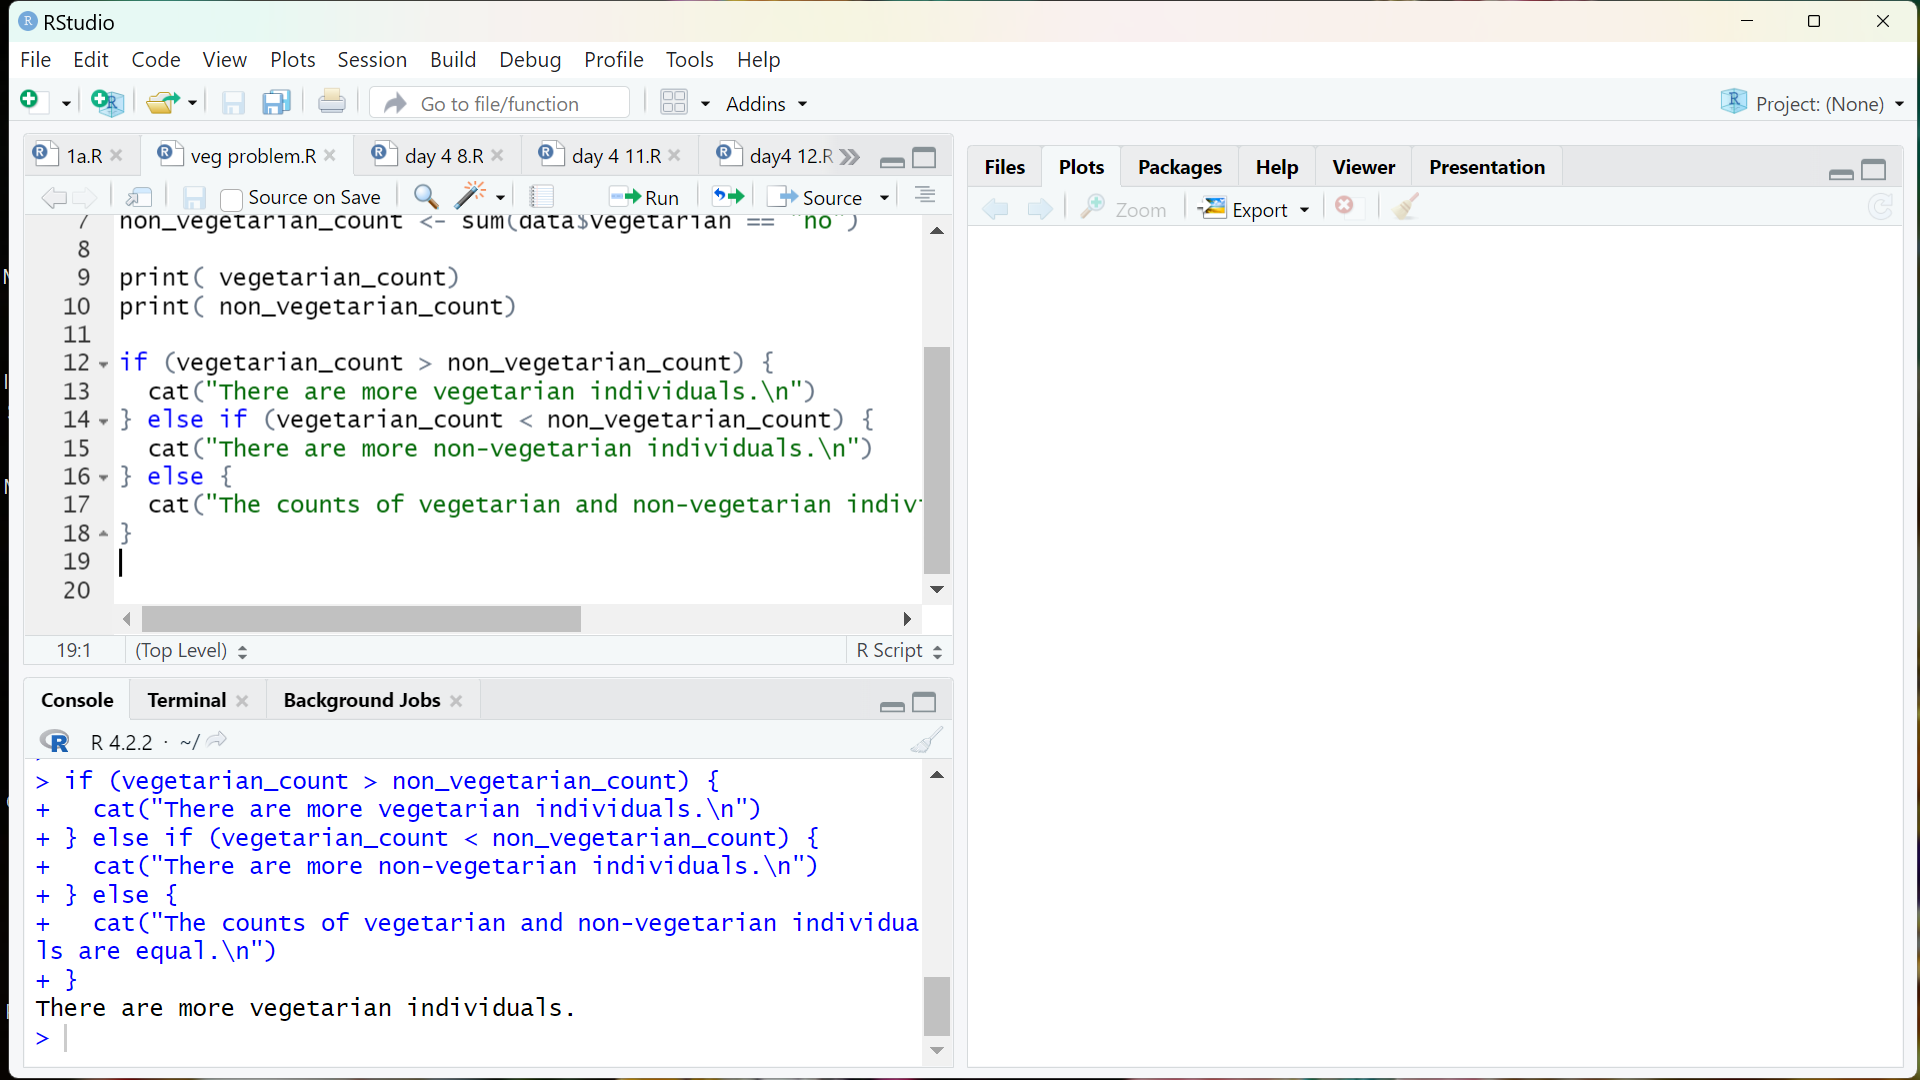 RStudio
File Edit Code View Plots Session Build Debug Profile Tools Help
Go to file/function Addins Project: (None)
1a.R veg problem.R day 4 8.R day 4 11.R day4 12.R
Source on Save Run Source
7 non_vegetarian_count <- sum(data$vegetarian == "no")
8
9 print( vegetarian_count)
10 print( non_vegetarian_count)
11
12 if (vegetarian_count > non_vegetarian_count) {
13 cat("There are more vegetarian individuals.\n")
14 } else if (vegetarian_count < non_vegetarian_count) {
15 cat("There are more non-vegetarian individuals.\n")
16 } else {
17 cat("The counts of vegetarian and non-vegetarian indiv
18 }
19
20
19:1 (Top Level) R Script
Console Terminal Background Jobs
R 4.2.2 · ~/
> if (vegetarian_count > non_vegetarian_count) {
+ cat("There are more vegetarian individuals.\n")
+ } else if (vegetarian_count < non_vegetarian_count) {
+ cat("There are more non-vegetarian individuals.\n")
+ } else {
+ cat("The counts of vegetarian and non-vegetarian individua
ls are equal.\n")
+ }
There are more vegetarian individuals.
>
Files Plots Packages Help Viewer Presentation
Zoom Export